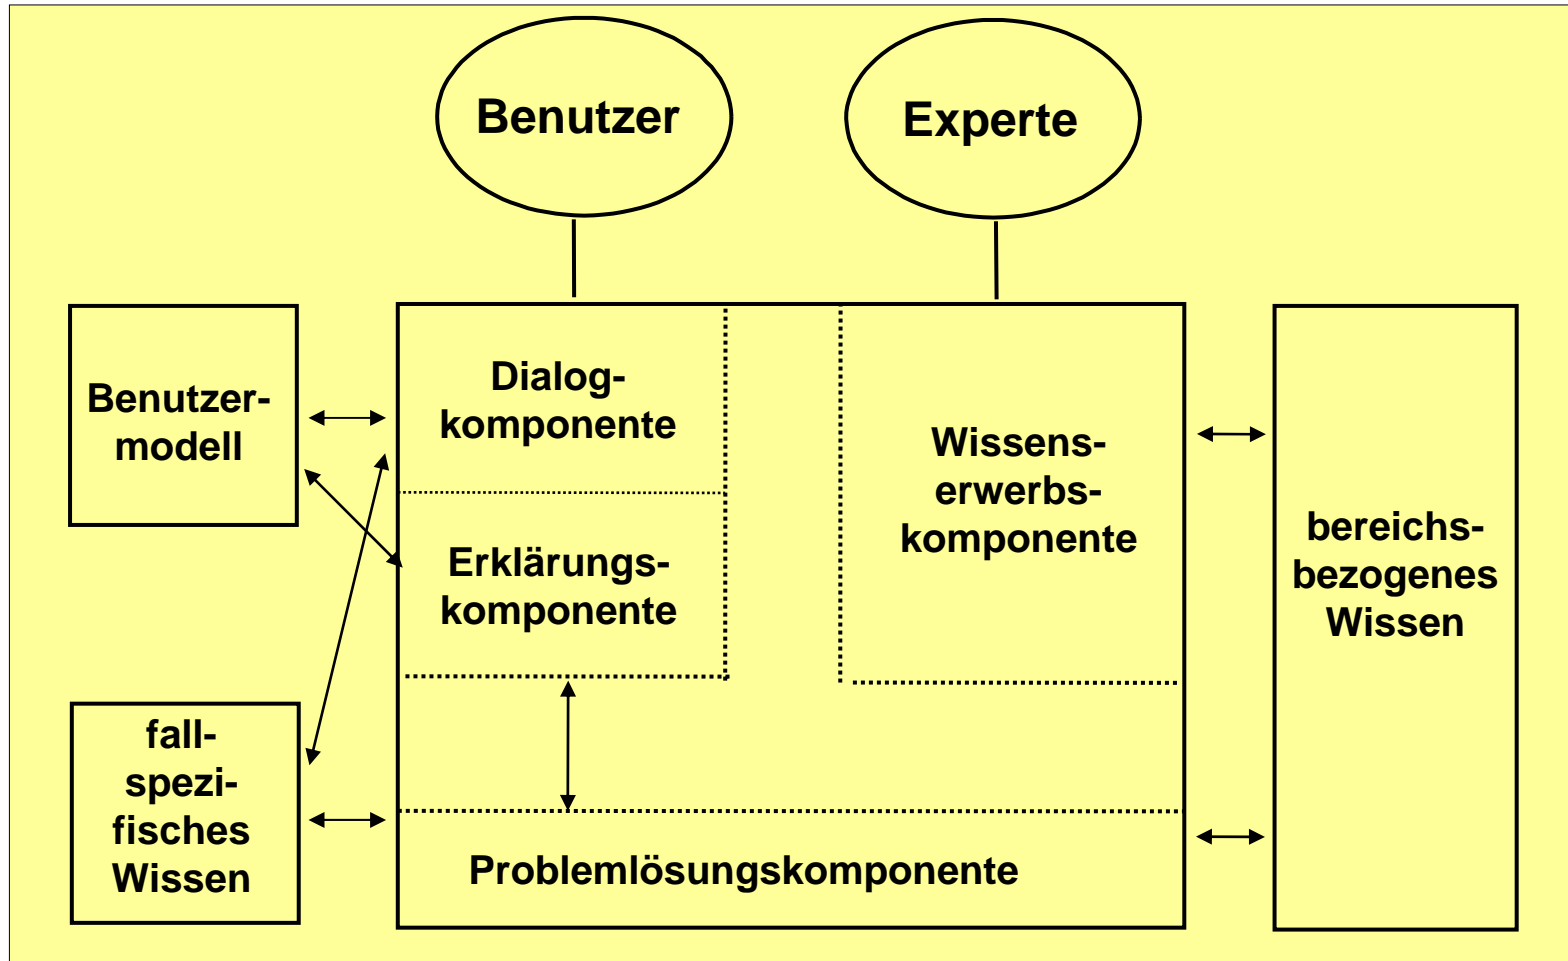 Benutzer
Experte
Benutzer-
modell
Dialog-
komponente
Erklärungs-
komponente
Wissens-
erwerbs-
komponente
bereichs-
bezogenes
Wissen
fall-
spezi-
fisches
Wissen
Problemlösungskomponente